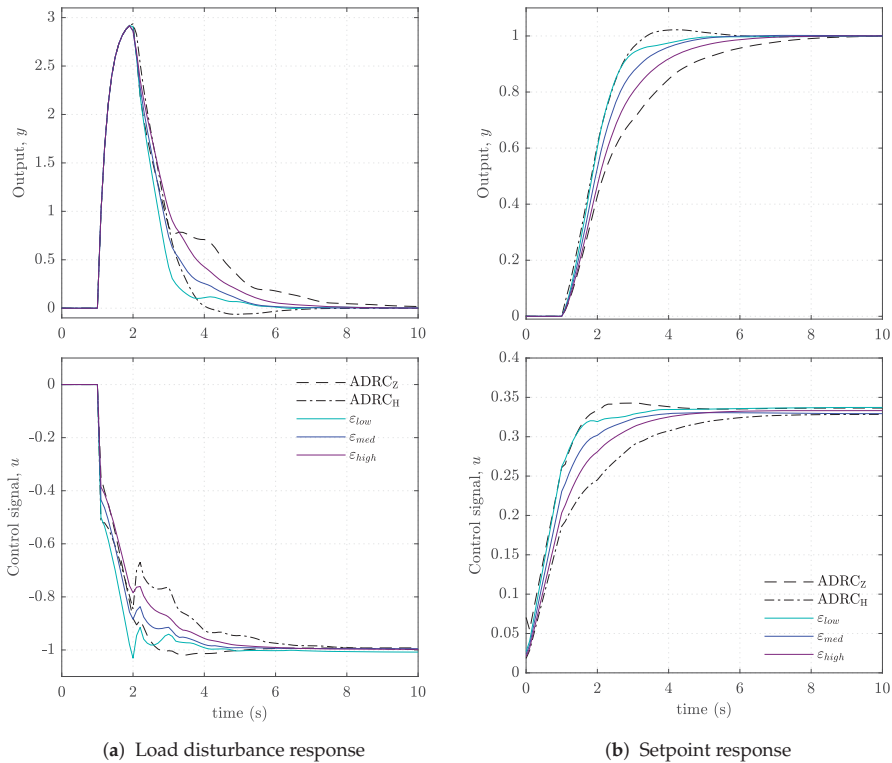 3
2.5
2
1.5
1
0.5
0
Output, y
0 2 4 6 8 10
1
0.8
0.6
0.4
0.2
0
Output, y
0 2 4 6 8 10
0
-0.2
-0.4
-0.6
-0.8
-1
Control signal, u
ADRC_Z
ADRC_H
ε_low
ε_med
ε_high
0 2 4 6 8 10
time (s)
0.4
0.35
0.3
0.25
0.2
0.15
0.1
0.05
0
Control signal, u
ADRC_Z
ADRC_H
ε_low
ε_med
ε_high
0 2 4 6 8 10
time (s)
(a) Load disturbance response
(b) Setpoint response